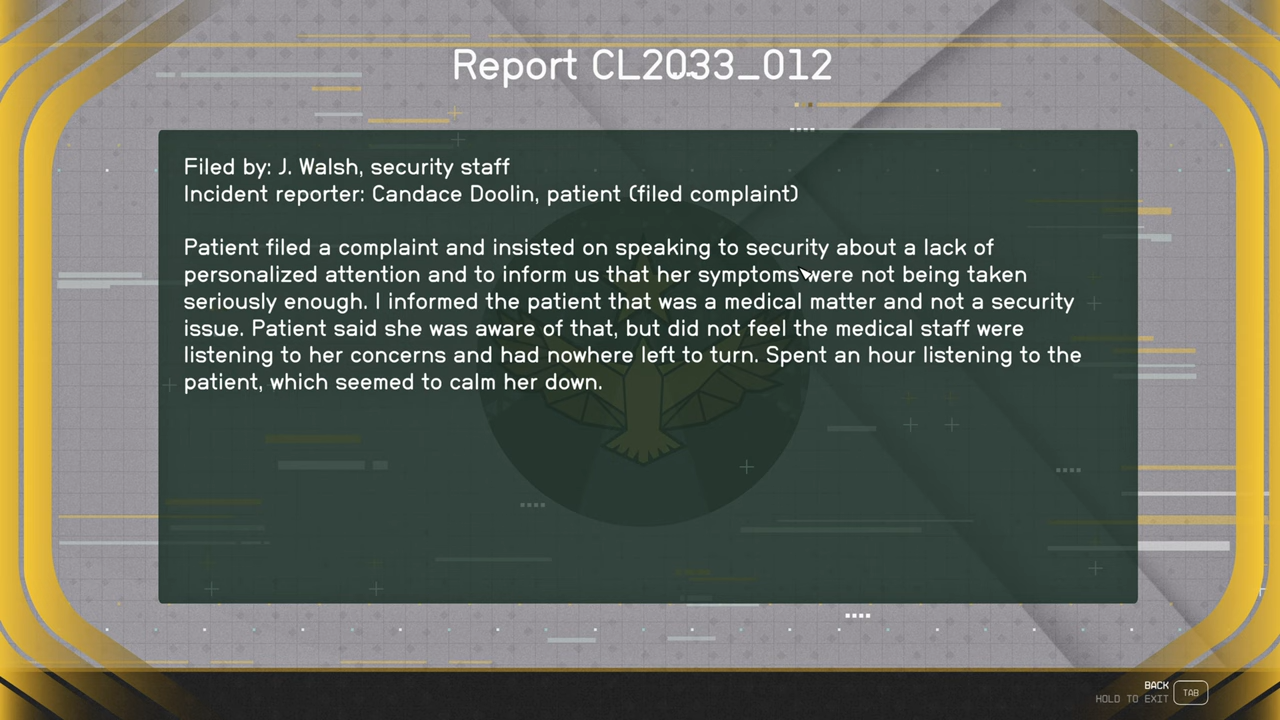 Report CL2033_012
Filed by: J. Walsh, security staff
Incident reporter: Candace Doolin, patient (filed complaint)
Patient filed a complaint and insisted on speaking to security about a lack of
personalized attention and to inform us that her symptoms were not being taken
seriously enough. I informed the patient that was a medical matter and not a security
issue. Patient said she was aware of that, but did not feel the medical staff were
listening to her concerns and had nowhere left to turn. Spent an hour listening to the
patient, which seemed to calm her down.
BACK
HOLD TO EXIT TAB